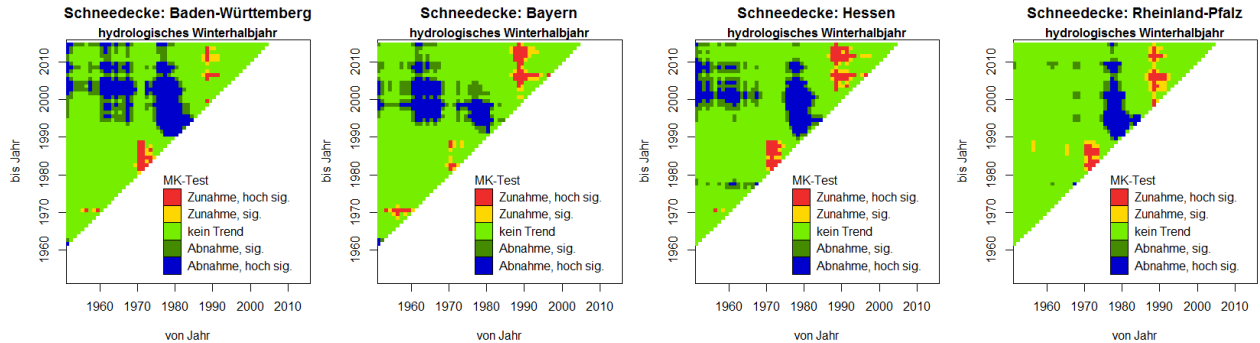 Schneedecke: Baden-Württemberg
hydrologisches Winterhalbjahr
bis Jahr
2010
2000
1990
1980
1970
1960
MK-Test
Zunahme, hoch sig.
Zunahme, sig.
kein Trend
Abnahme, sig.
Abnahme, hoch sig.
1960 1970 1980 1990 2000 2010
von Jahr
Schneedecke: Bayern
hydrologisches Winterhalbjahr
bis Jahr
2010
2000
1990
1980
1970
1960
MK-Test
Zunahme, hoch sig.
Zunahme, sig.
kein Trend
Abnahme, sig.
Abnahme, hoch sig.
1960 1970 1980 1990 2000 2010
von Jahr
Schneedecke: Hessen
hydrologisches Winterhalbjahr
bis Jahr
2010
2000
1990
1980
1970
1960
MK-Test
Zunahme, hoch sig.
Zunahme, sig.
kein Trend
Abnahme, sig.
Abnahme, hoch sig.
1960 1970 1980 1990 2000 2010
von Jahr
Schneedecke: Rheinland-Pfalz
hydrologisches Winterhalbjahr
bis Jahr
2010
2000
1990
1980
1970
1960
MK-Test
Zunahme, hoch sig.
Zunahme, sig.
kein Trend
Abnahme, sig.
Abnahme, hoch sig.
1960 1970 1980 1990 2000 2010
von Jahr